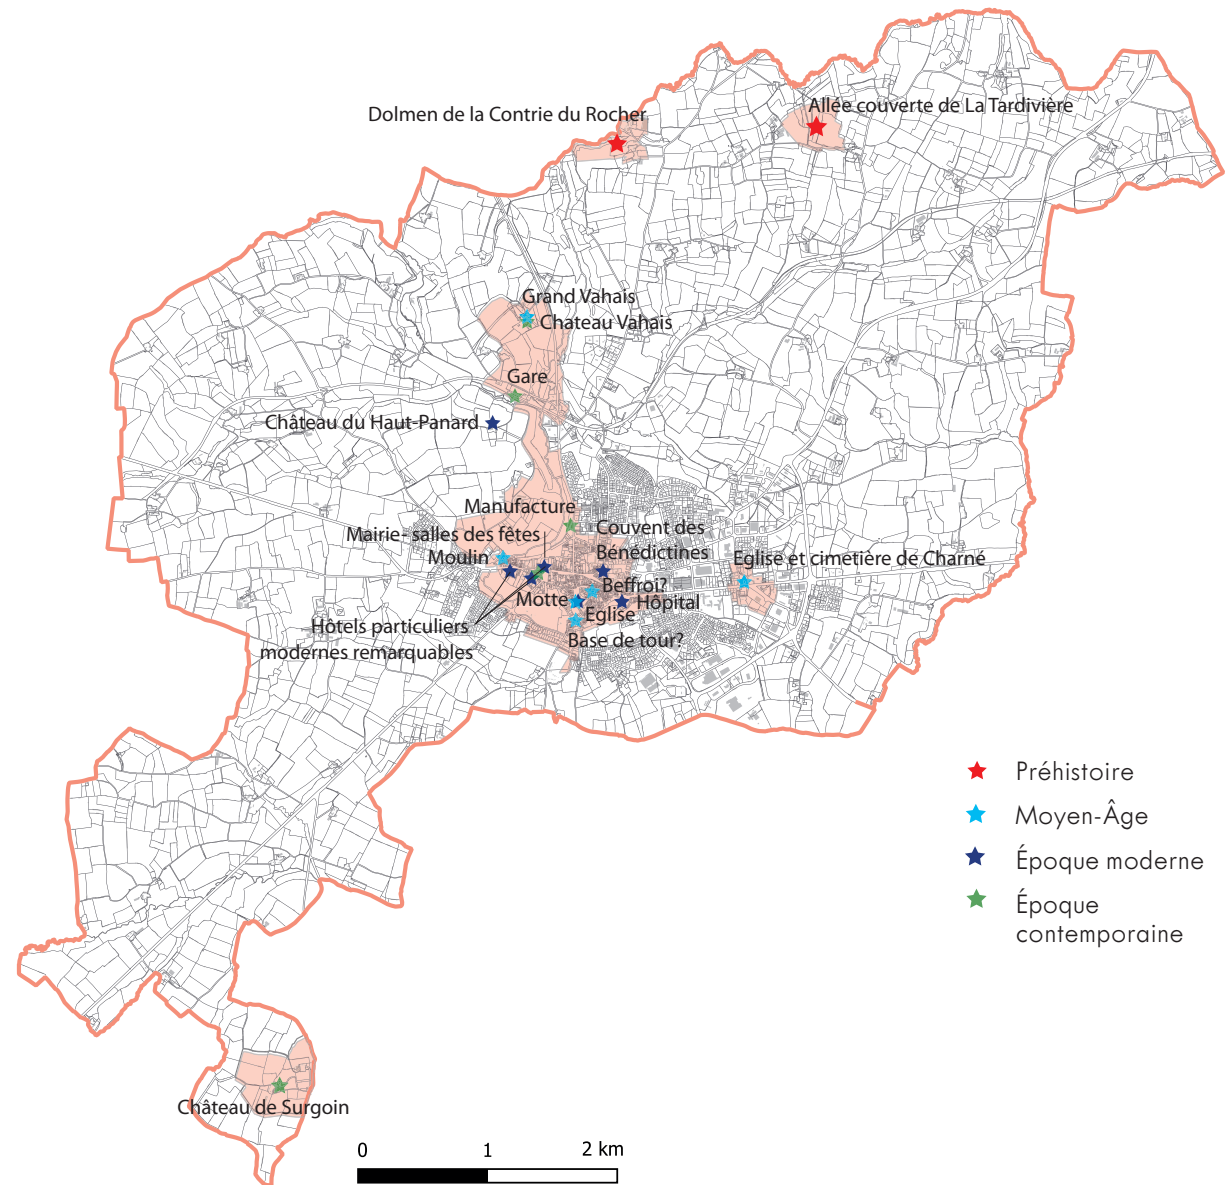 Allée couverte de La Tardivière
Dolmen de la Contrie du Rocher
Grand Vahais
Chateau Vahais
Gare
Château du Haut-Panard
Manufacture
Mairie- salles des fêtes
Couvent des
Bénédictines
Moulin
Eglise et cimetière de Charné
Beffroi?
Motte
Hôpital
Eglise
Hôtels particuliers
modernes remarquables
Base de tour?
Préhistoire
Moyen-Âge
Époque moderne
Époque
contemporaine
Château de Surgoin
0 1 2 km